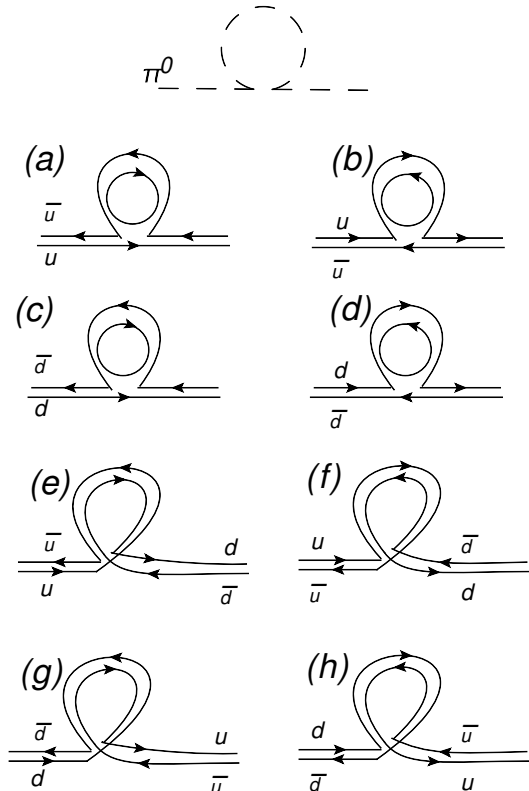 π⁰
(a) (b)
u̅ u
u u̅
(c) (d)
d̅ d
d d̅
(e) (f)
u̅ d u d̅
u d̅ u̅ d
(g) (h)
d̅ u d u̅
d u̅ d̅ u